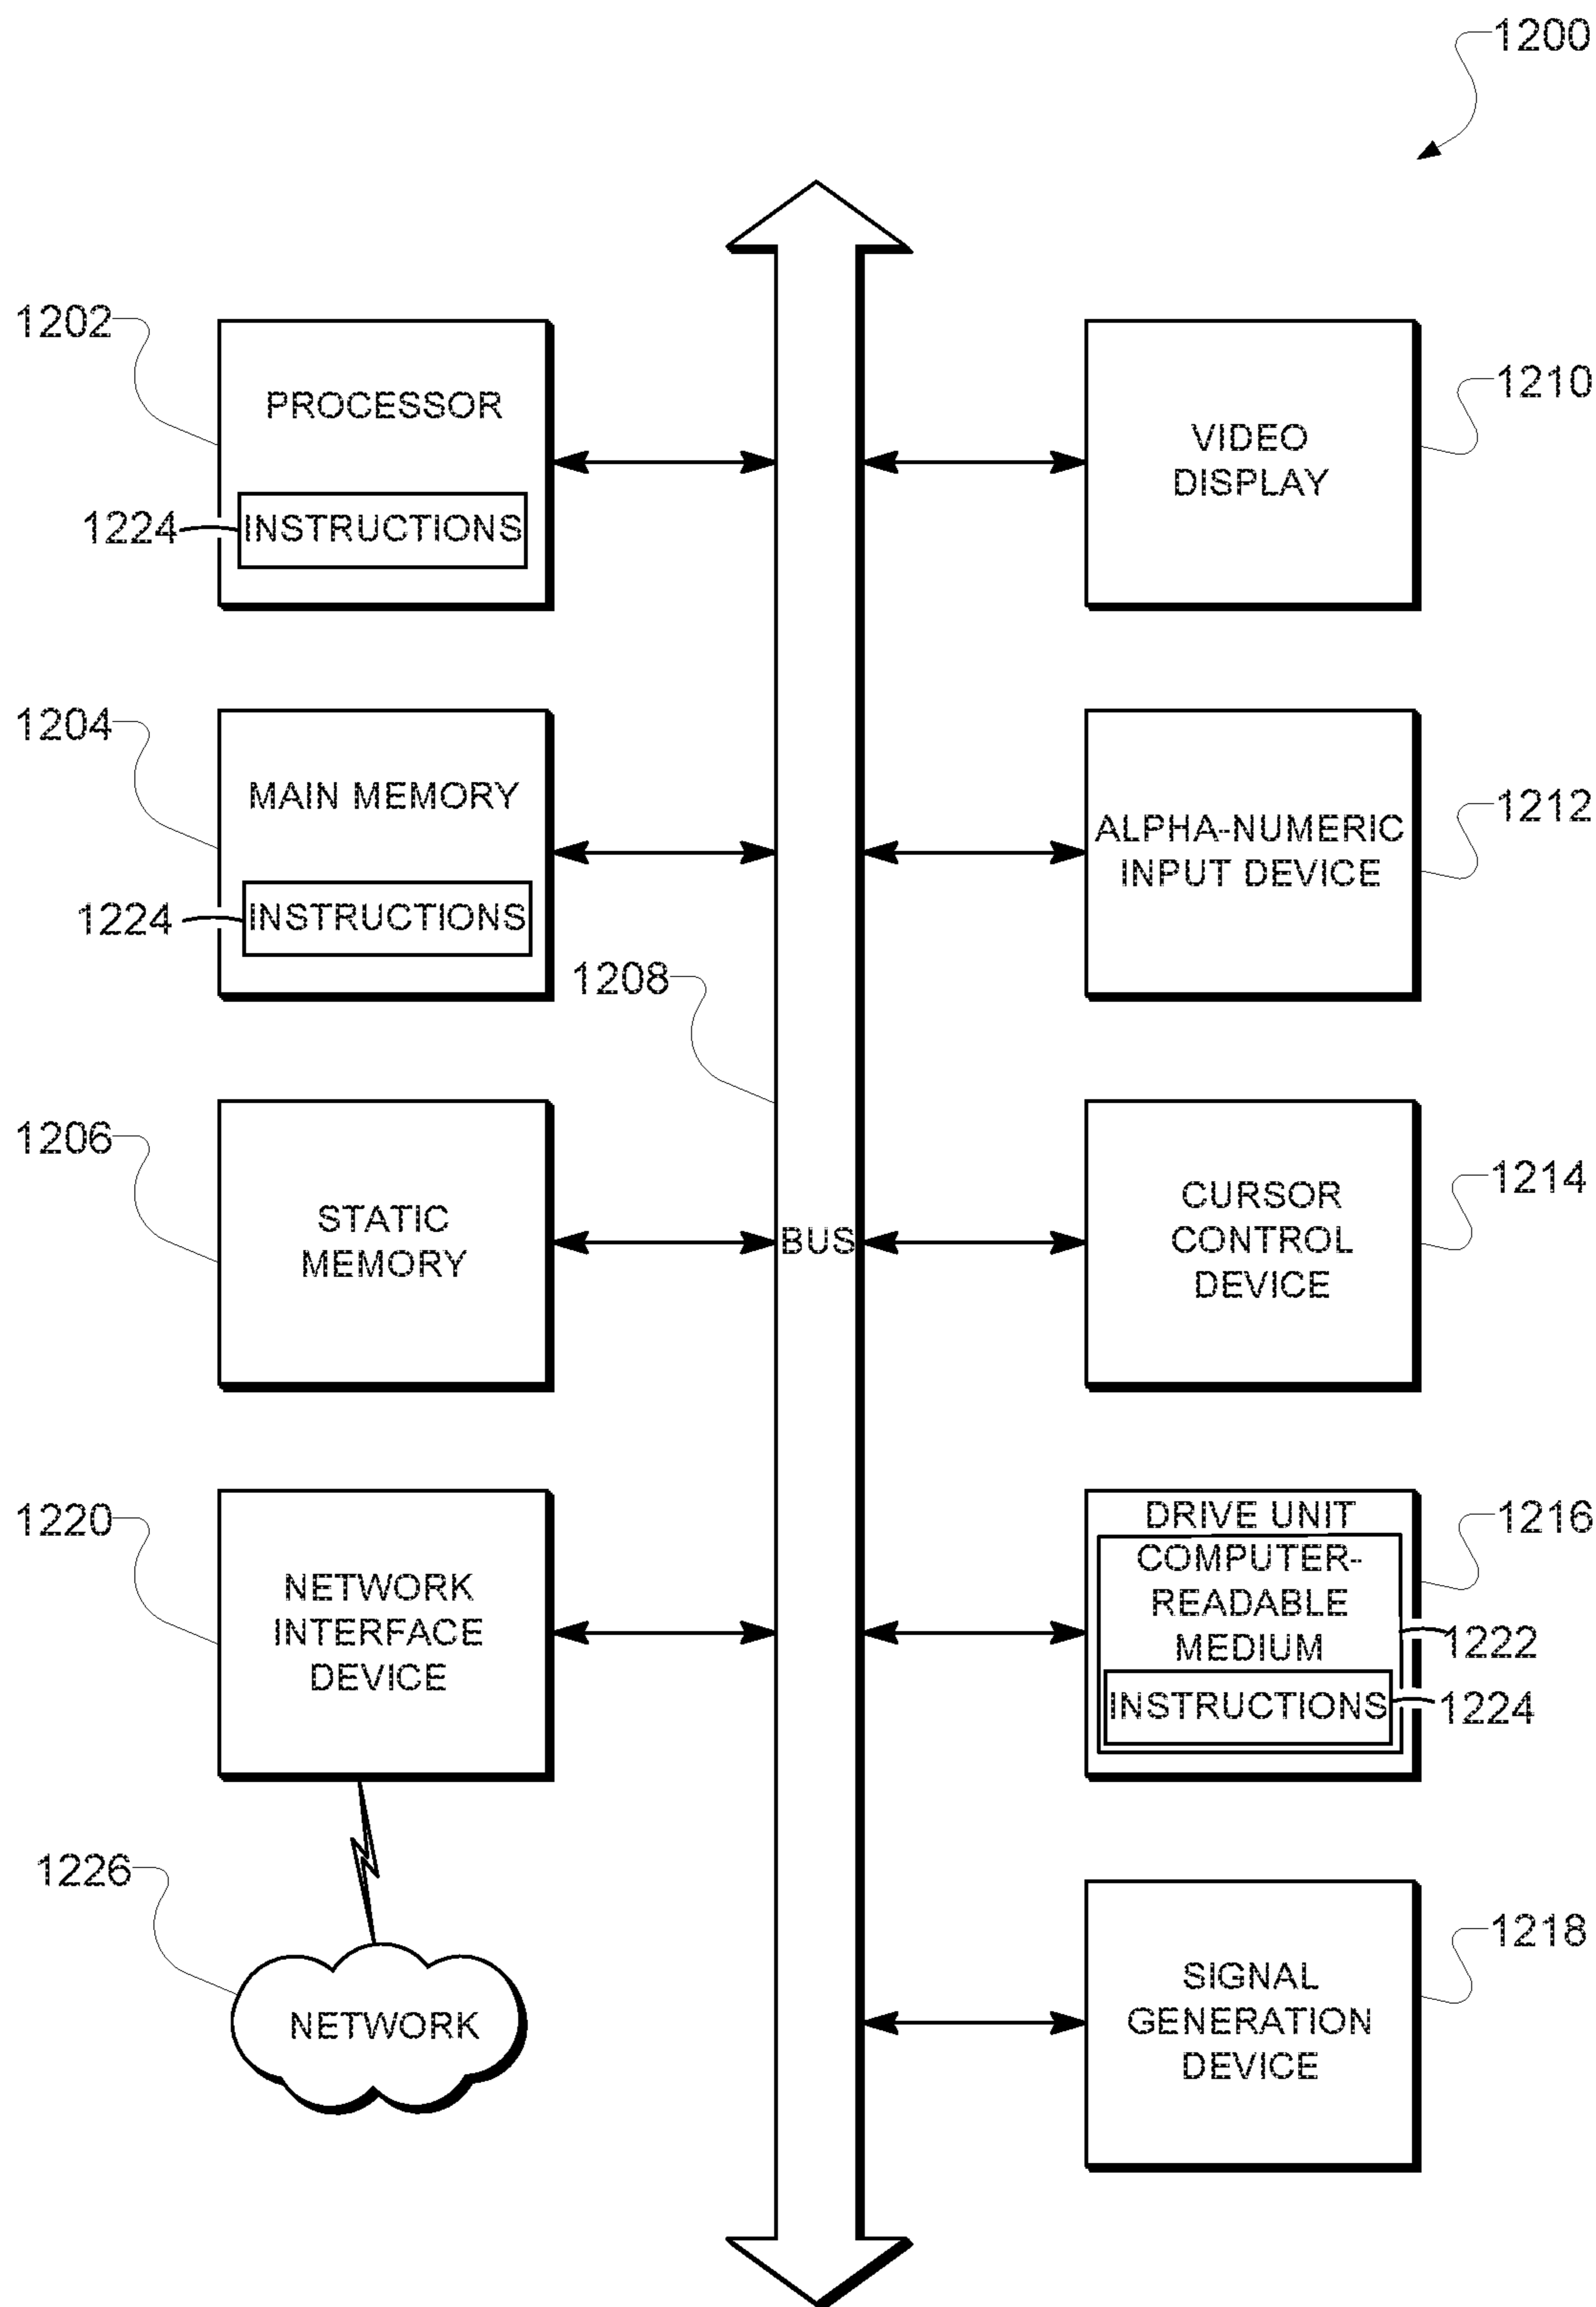 1200
1202
PROCESSOR
1224
INSTRUCTIONS
1210
VIDEO
DISPLAY
1204
MAIN MEMORY
1224
INSTRUCTIONS
1212
ALPHA-NUMERIC
INPUT DEVICE
1208
BUS
1206
STATIC
MEMORY
1214
CURSOR
CONTROL
DEVICE
1220
NETWORK
INTERFACE
DEVICE
1216
DRIVE UNIT
COMPUTER-
READABLE
MEDIUM
1222
INSTRUCTIONS
1224
1226
NETWORK
1218
SIGNAL
GENERATION
DEVICE